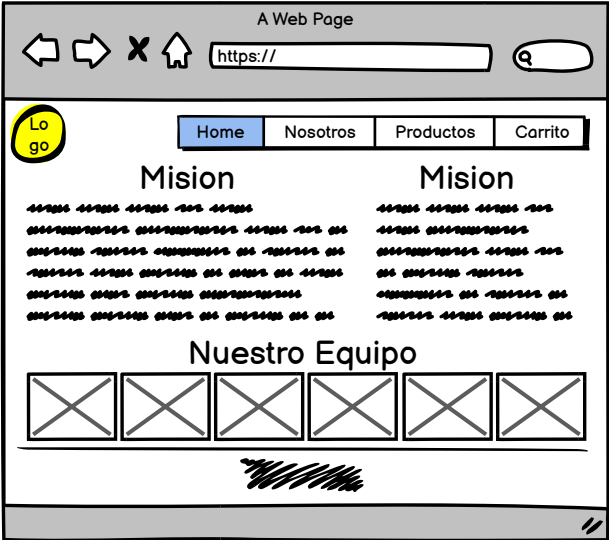 A Web Page
https://
Lo
go
Home Nosotros Productos Carrito
Mision Mision
Nuestro Equipo